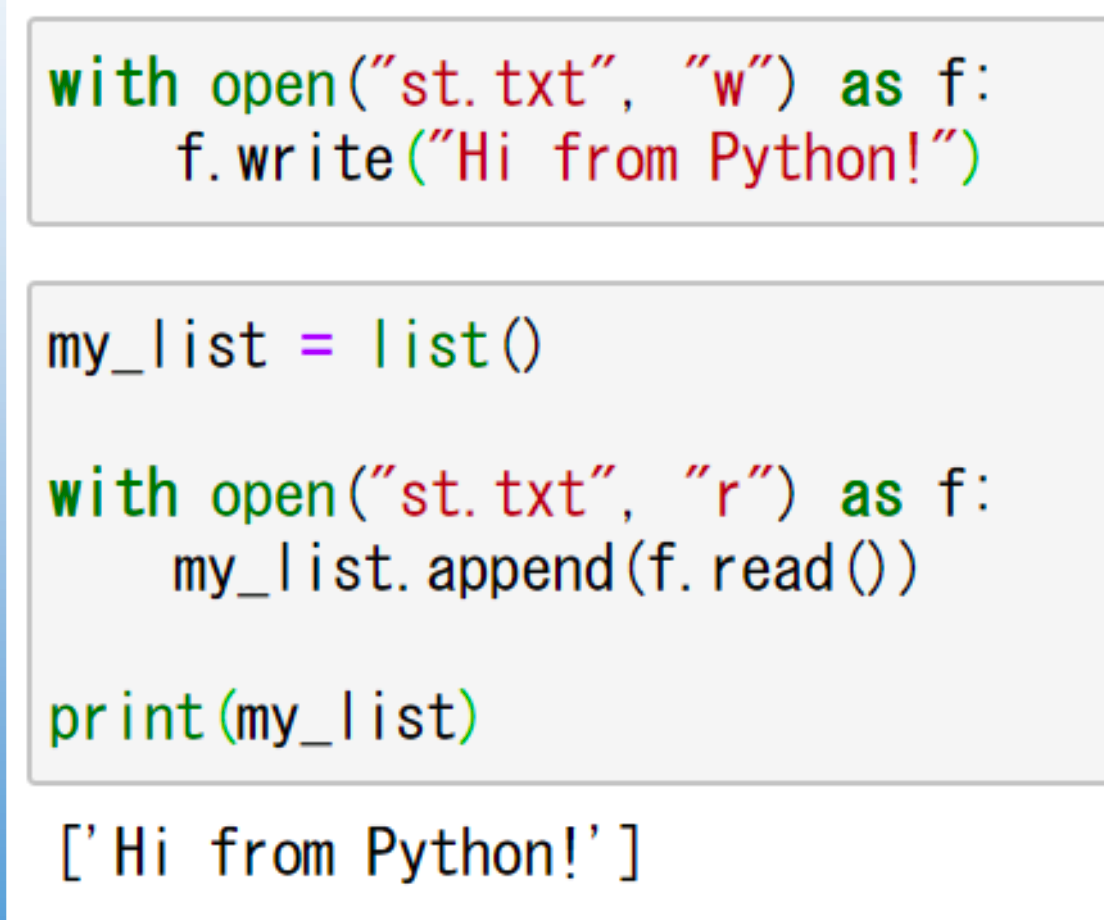 with open("st.txt", "w") as f:
    f.write("Hi from Python!")
my_list = list()
with open("st.txt", "r") as f:
    my_list.append(f.read())
print(my_list)
['Hi from Python!']